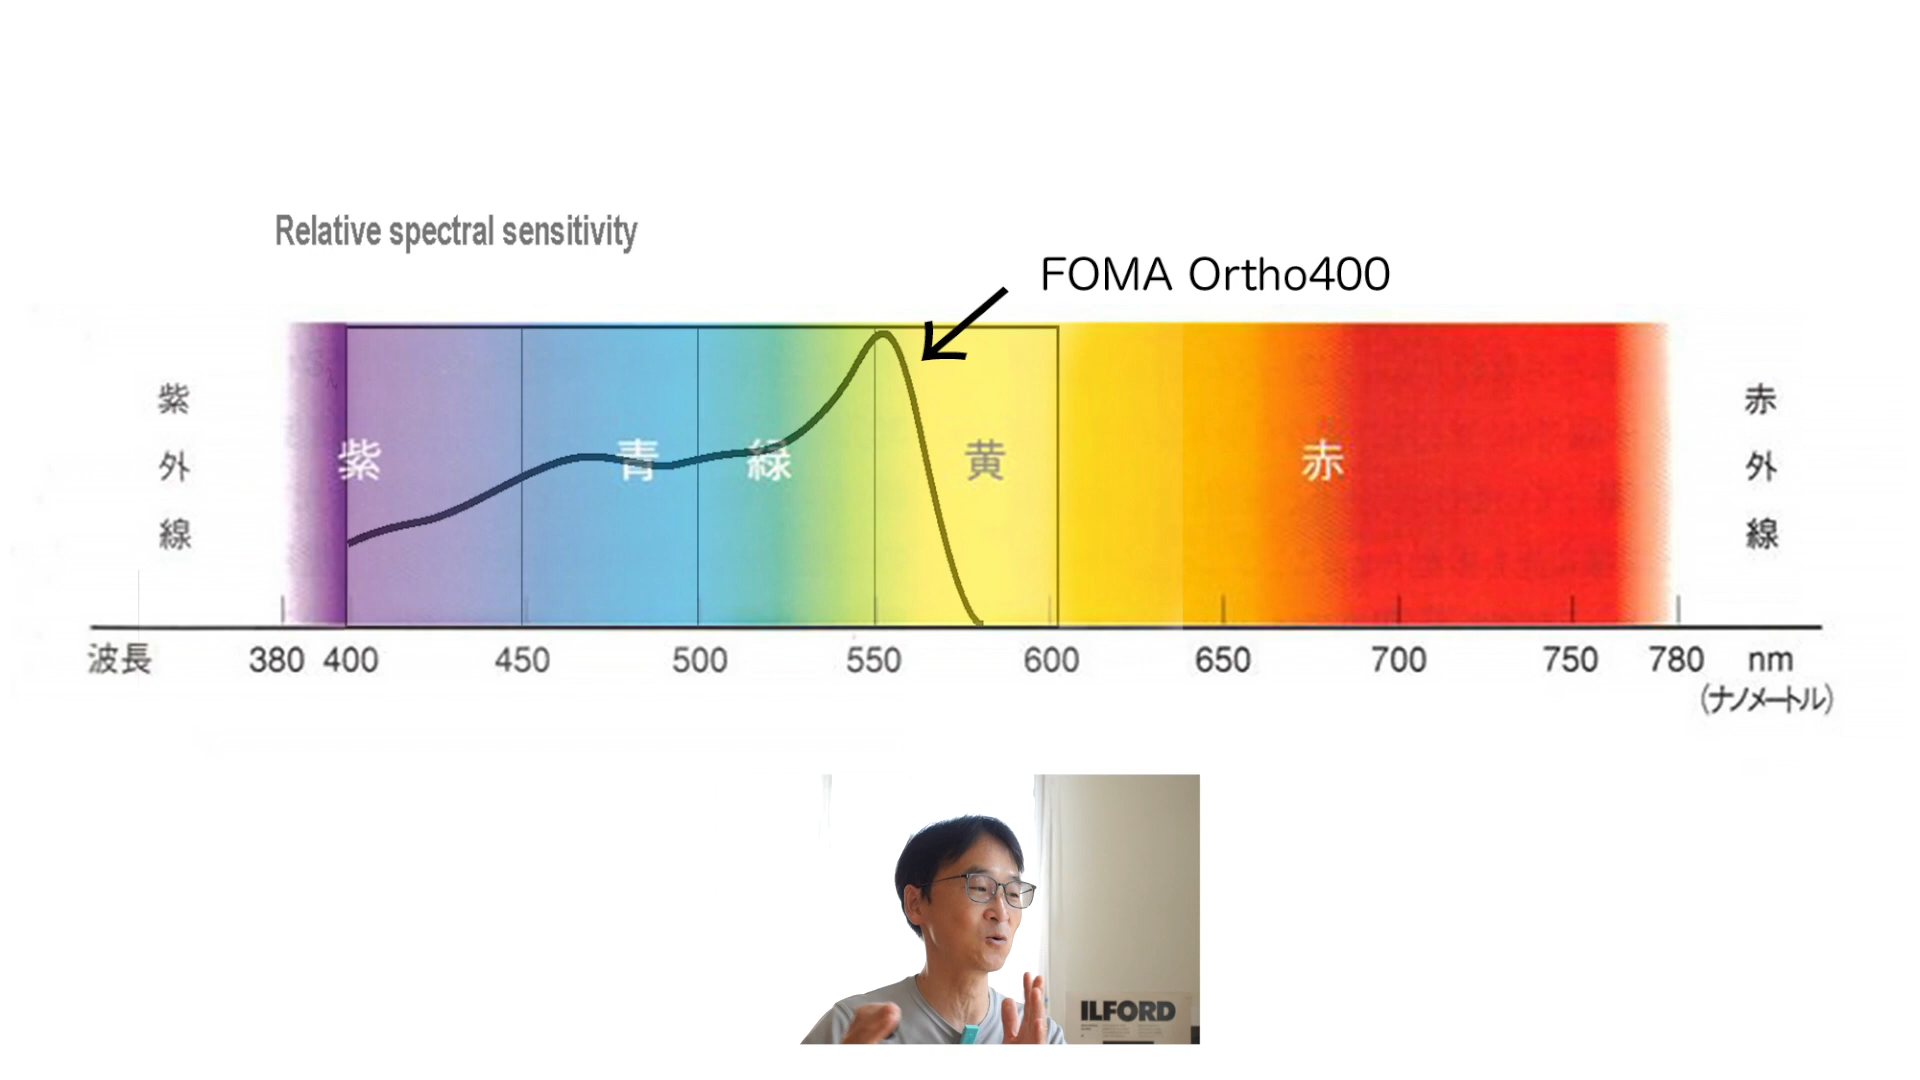 Relative spectral sensitivity
FOMA Ortho400
紫外線
紫
青
緑
黄
赤
赤外線
波長 380 400 450 500 550 600 650 700 750 780 nm
(ナノメートル)
ILFORD